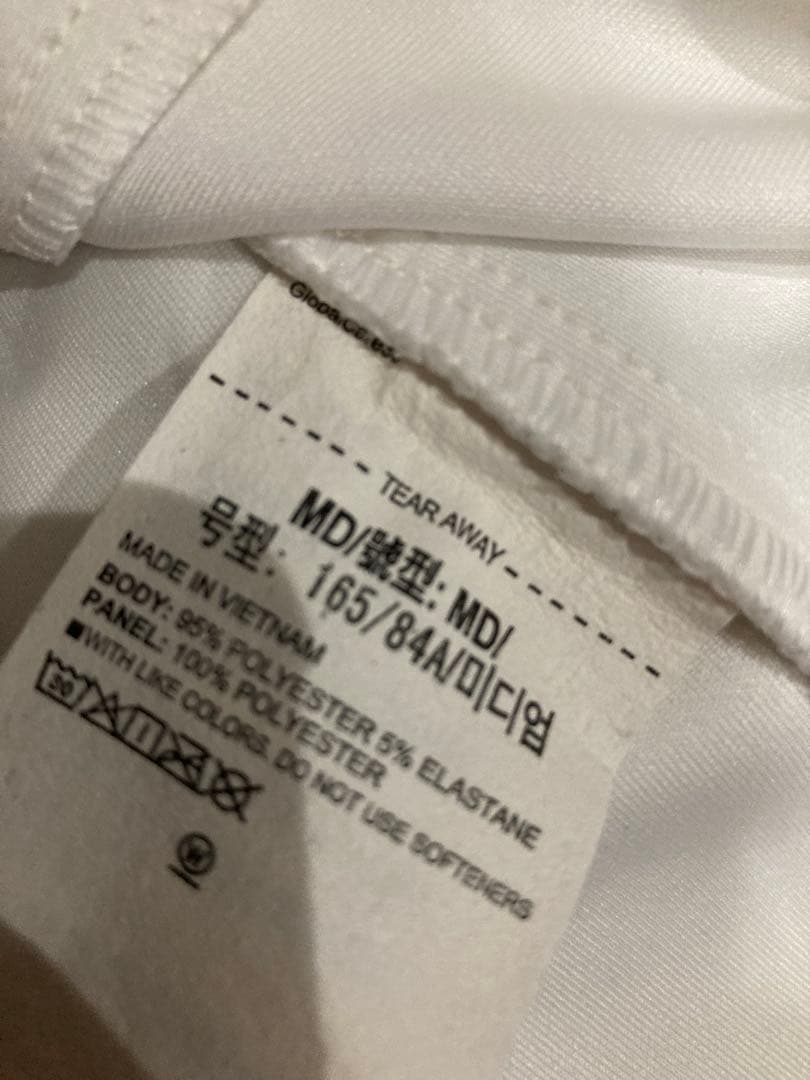 TEAR AWAY
MD/號型: MD/
号型: 165/84A/미디엄
MADE IN VIETNAM
BODY: 95% POLYESTER 5% ELASTANE
PANEL: 100% POLYESTER
■WITH LIKE COLORS. DO NOT USE SOFTENERS
30
W